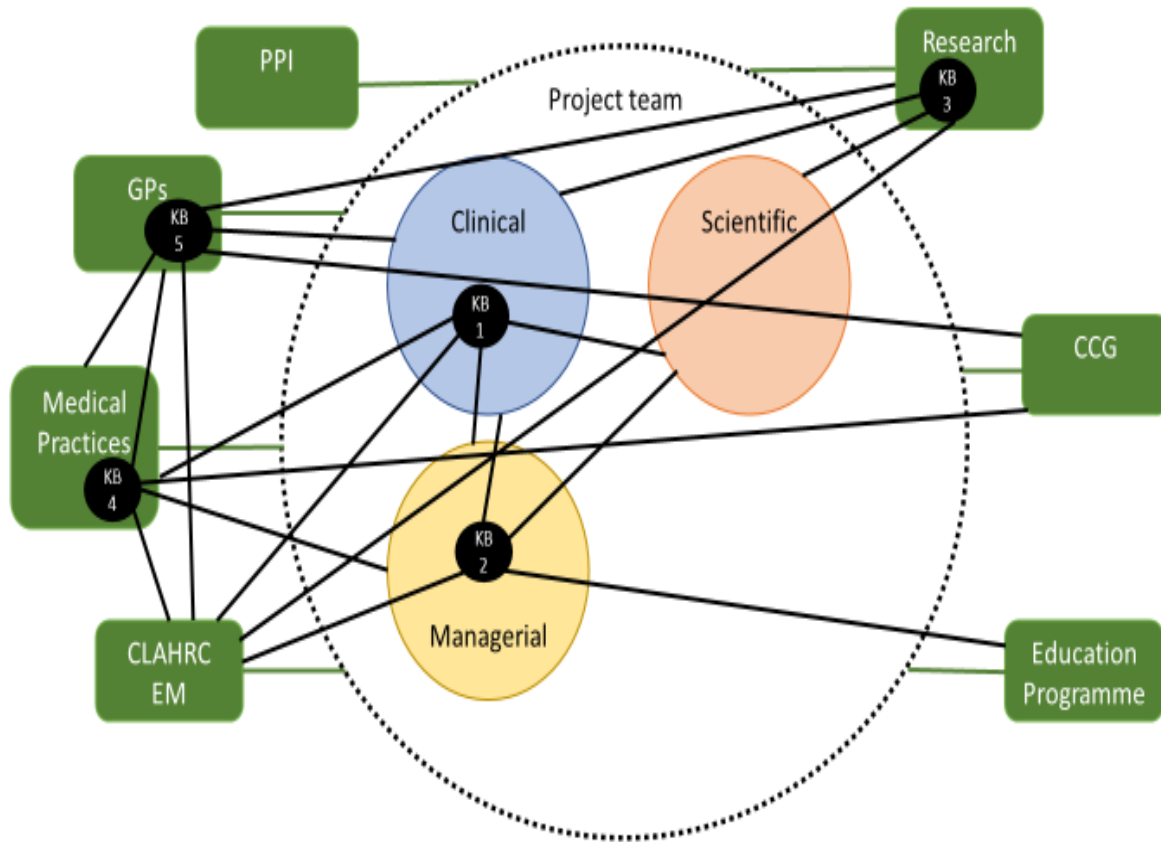 PPI
Research
KB
3
Project team
GPs
KB
5
Clinical
Scientific
KB
1
CCG
Medical
Practices
KB
4
KB
2
Managerial
CLAHRC
EM
Education
Programme